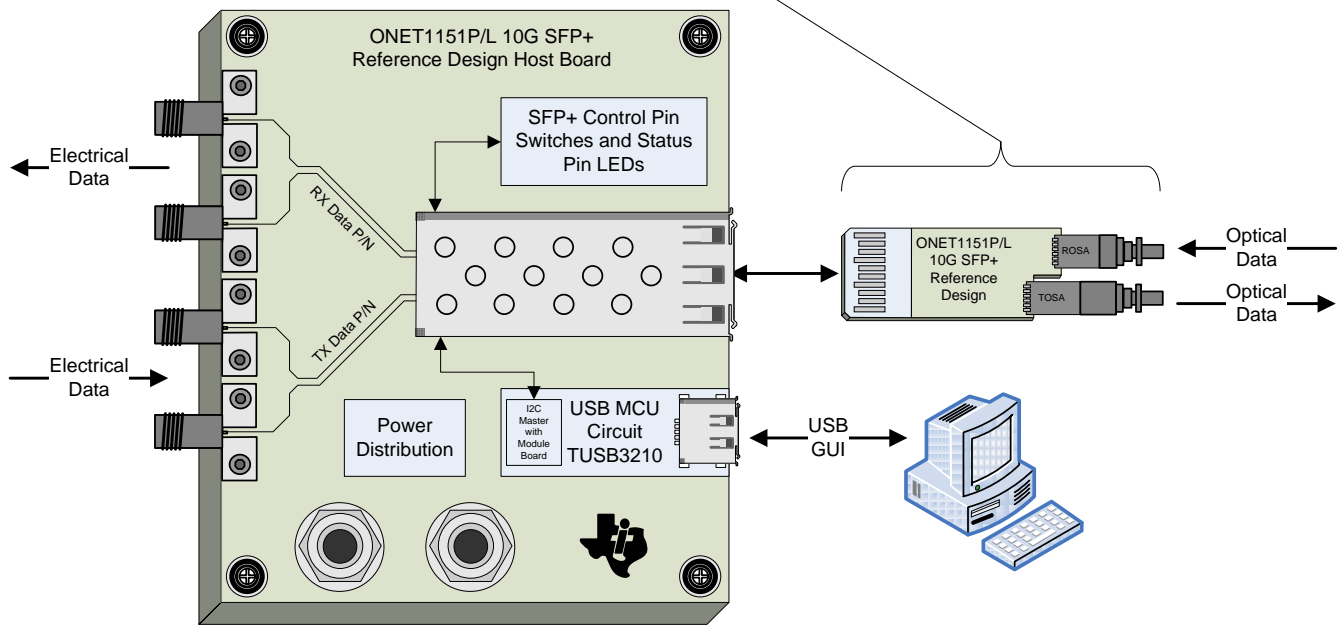 ONET1151P/L 10G SFP+
Reference Design Host Board
SFP+ Control Pin
Switches and Status
Pin LEDs
Electrical
Data
RX Data P/N
ONET1151P/L
10G SFP+
Reference
Design
ROSA
TOSA
Optical
Data
Optical
Data
TX Data P/N
Electrical
Data
Power
Distribution
I2C
Master
with
Module
Board
USB MCU
Circuit
TUSB3210
USB
GUI